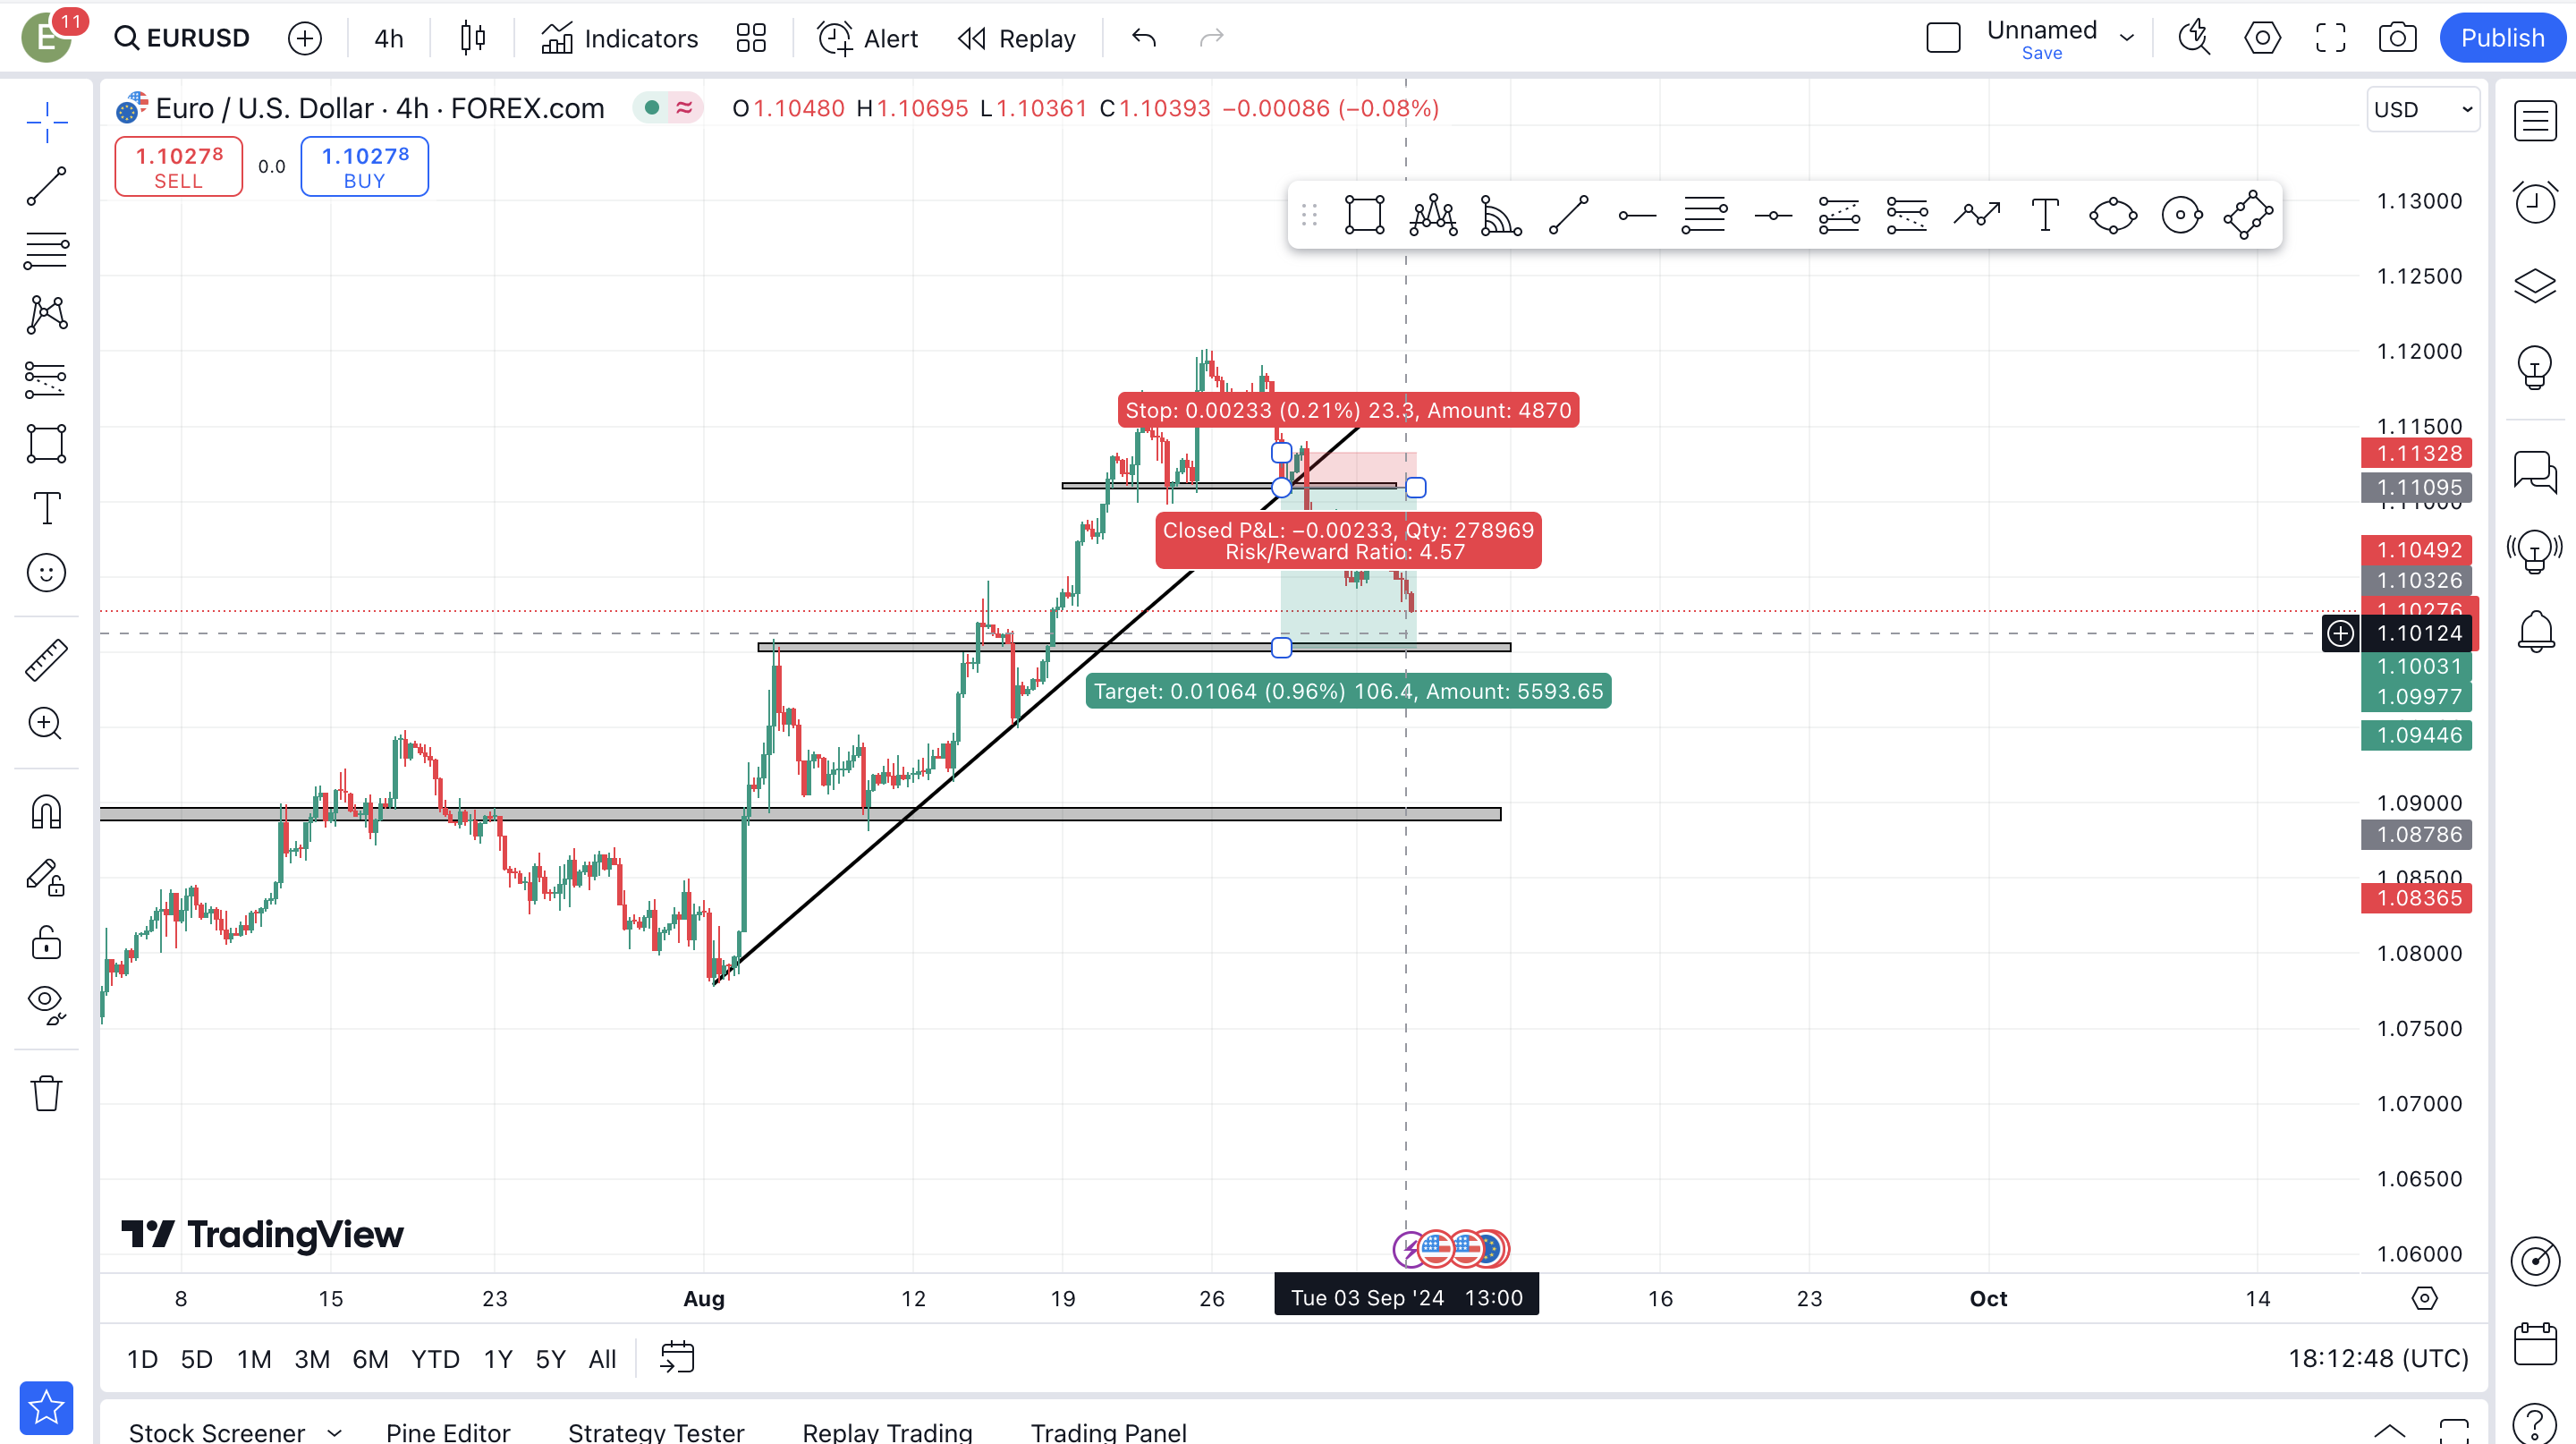 E 11 EURUSD 4h Indicators Alert Replay Unnamed Save Publish
Euro / U.S. Dollar · 4h · FOREX.com O1.10480 H1.10695 L1.10361 C1.10393 −0.00086 (−0.08%) USD
1.10278 SELL 0.0 1.10278 BUY
1.13000
1.12500
1.12000
Stop: 0.00233 (0.21%) 23.3, Amount: 4870
1.11500
1.11328
1.11095
1.11000
Closed P&L: −0.00233, Qty: 278969
Risk/Reward Ratio: 4.57
1.10492
1.10326
1.10276
1.10124
1.10031
Target: 0.01064 (0.96%) 106.4, Amount: 5593.65
1.09977
1.09446
1.09000
1.08786
1.08500
1.08365
1.08000
1.07500
1.07000
1.06500
TradingView
1.06000
8 15 23 Aug 12 19 26 Tue 03 Sep '24 13:00 16 23 Oct 14
1D 5D 1M 3M 6M YTD 1Y 5Y All 18:12:48 (UTC)
Stock Screener Pine Editor Strategy Tester Replay Trading Trading Panel